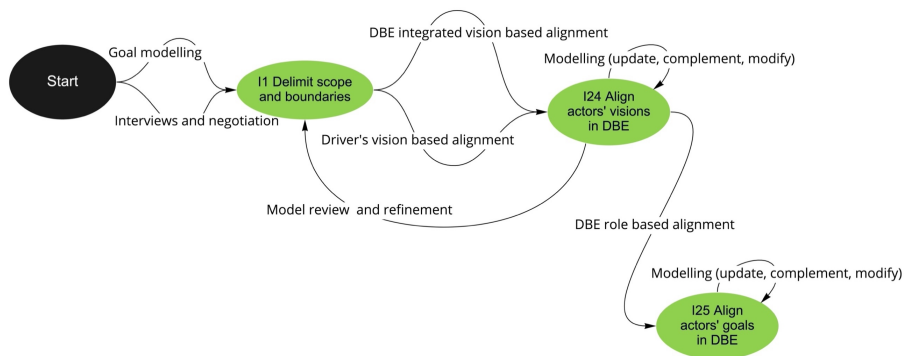 DBE integrated vision based alignment
Goal modelling
Modelling (update, complement, modify)
Start
I1 Delimit scope
and boundaries
I24 Align
actors' visions
in DBE
Interviews and negotiation
Driver's vision based alignment
Model review and refinement
DBE role based alignment
Modelling (update, complement, modify)
I25 Align
actors' goals
in DBE